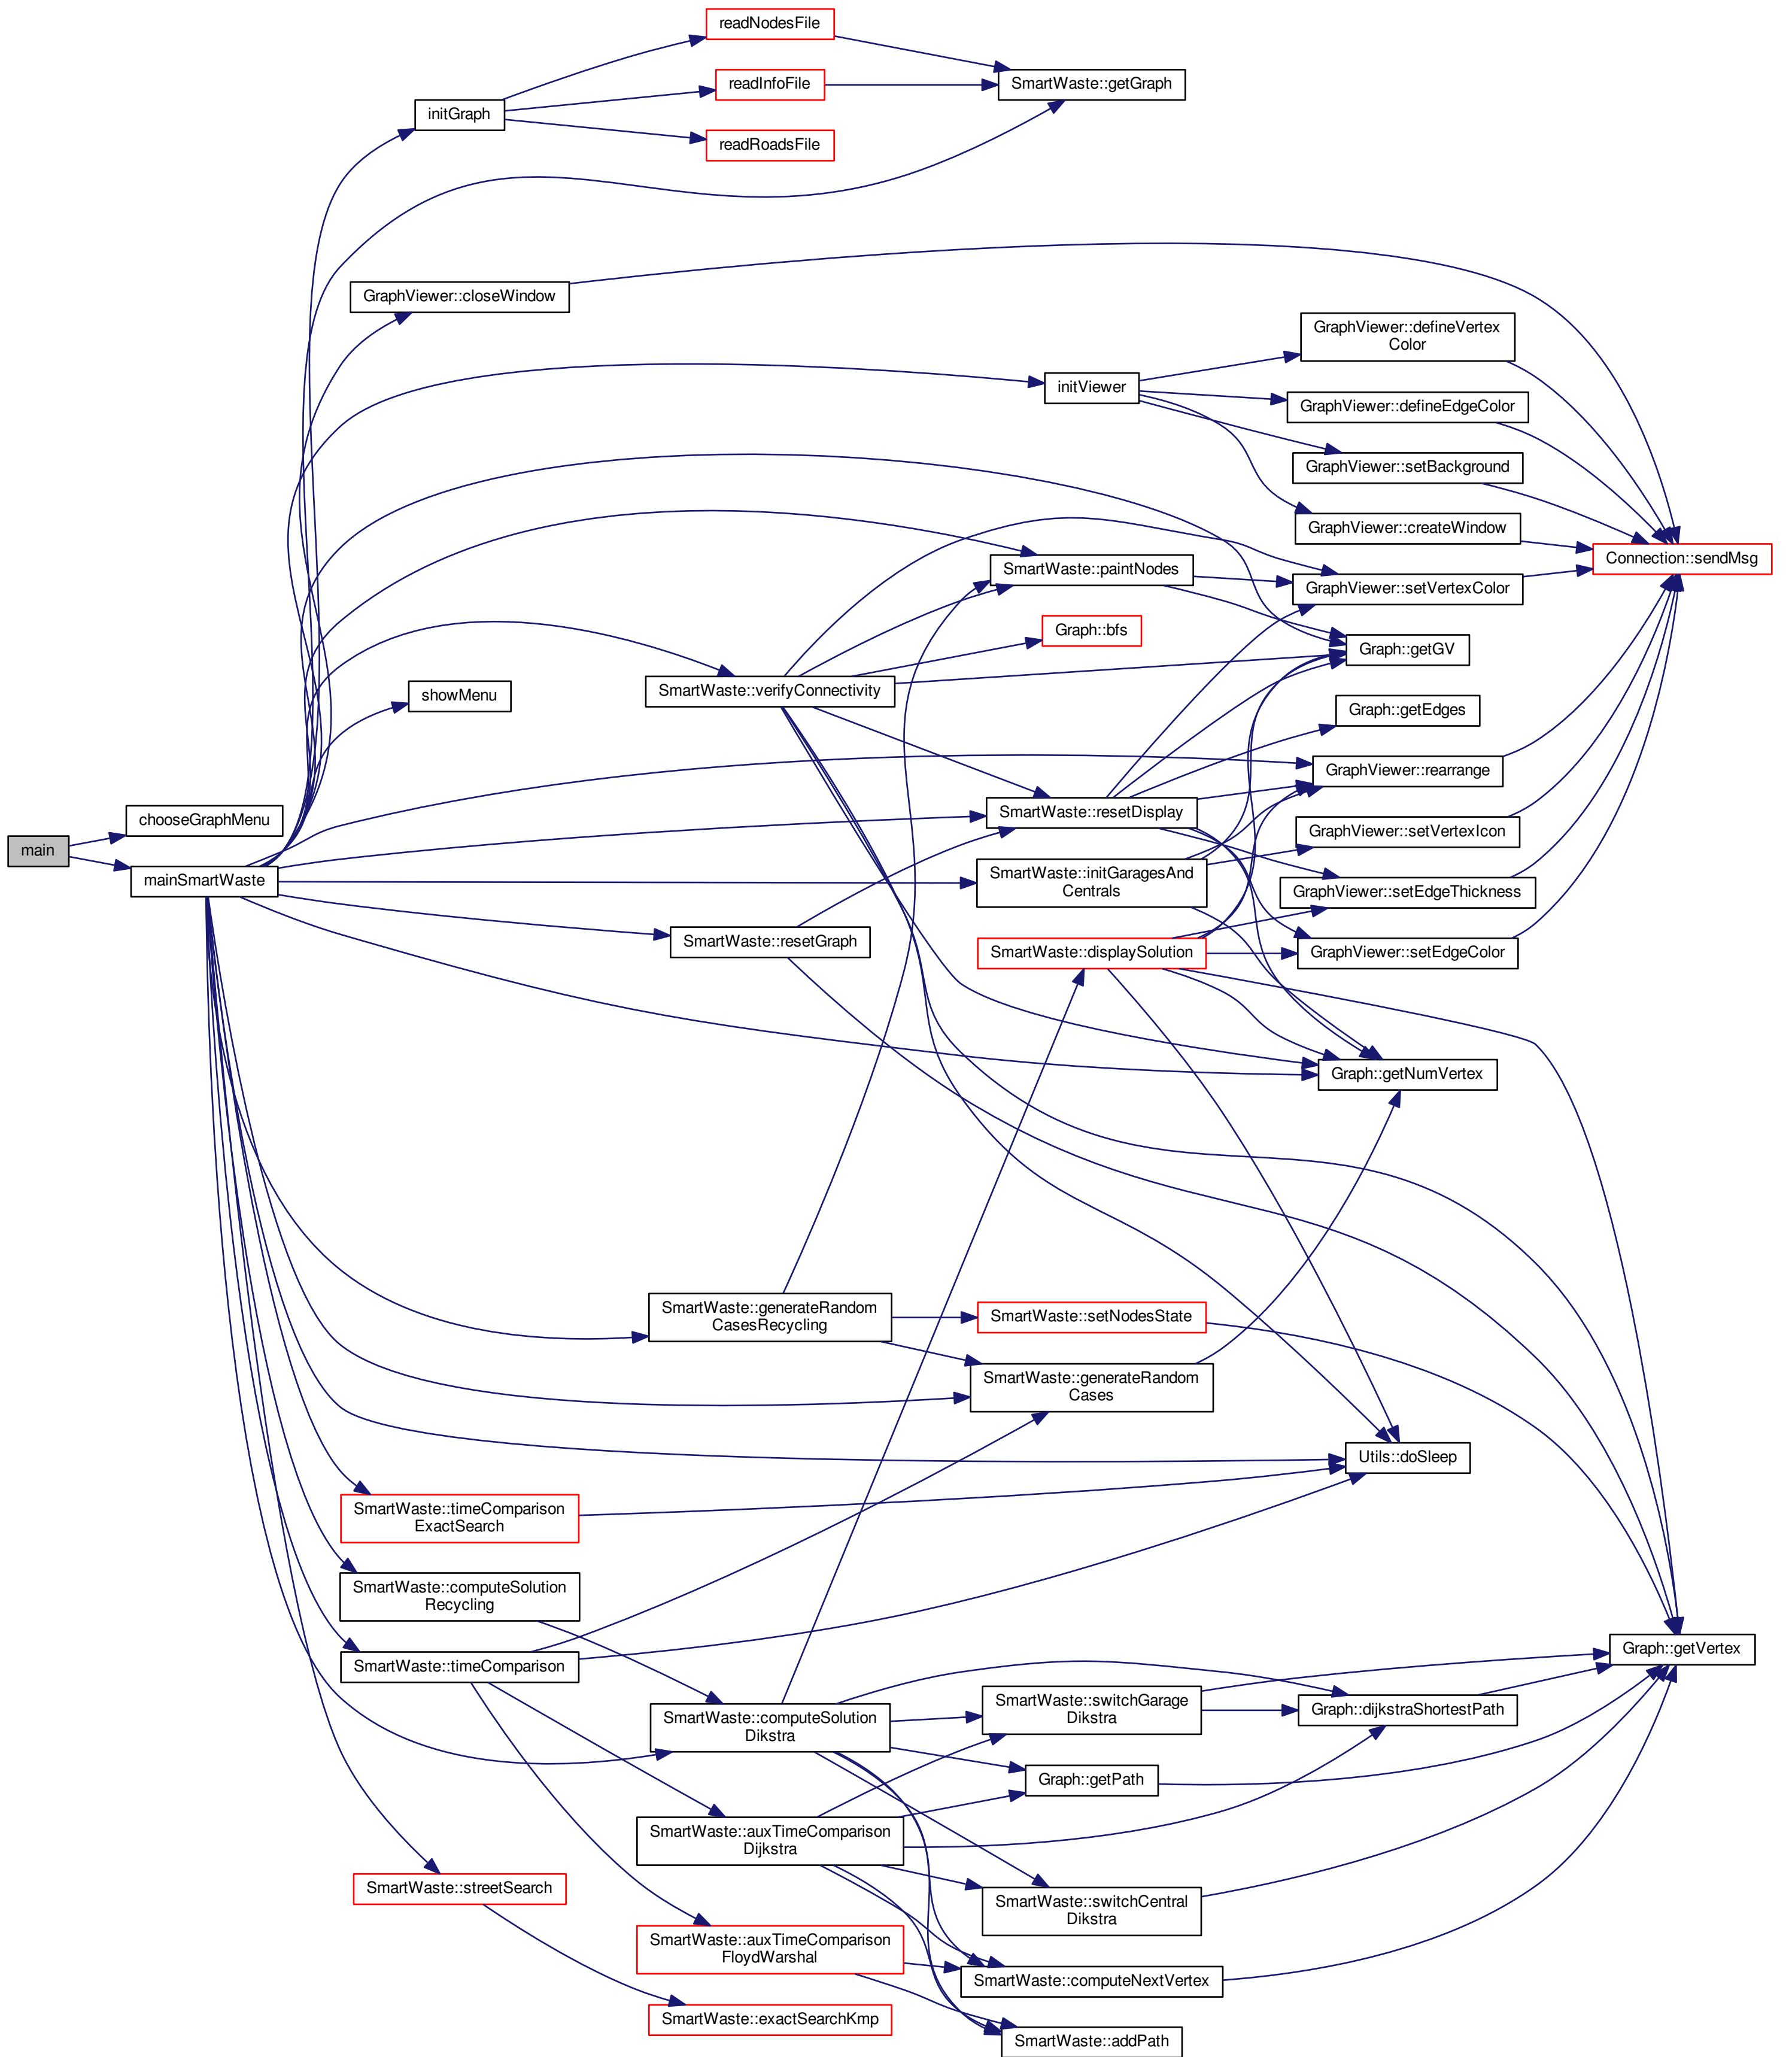 readNodesFile
readInfoFile
SmartWaste::getGraph
initGraph
readRoadsFile
GraphViewer::closeWindow
GraphViewer::defineVertex
Color
initViewer
GraphViewer::defineEdgeColor
GraphViewer::setBackground
GraphViewer::createWindow
Connection::sendMsg
SmartWaste::paintNodes
GraphViewer::setVertexColor
Graph::bfs
Graph::getGV
SmartWaste::verifyConnectivity
showMenu
Graph::getEdges
GraphViewer::rearrange
SmartWaste::resetDisplay
chooseGraphMenu
GraphViewer::setVertexIcon
main
mainSmartWaste
SmartWaste::initGaragesAnd
Centrals
GraphViewer::setEdgeThickness
SmartWaste::resetGraph
SmartWaste::displaySolution
GraphViewer::setEdgeColor
Graph::getNumVertex
SmartWaste::generateRandom
CasesRecycling
SmartWaste::setNodesState
SmartWaste::generateRandom
Cases
Utils::doSleep
SmartWaste::timeComparison
ExactSearch
SmartWaste::computeSolution
Recycling
Graph::getVertex
SmartWaste::timeComparison
SmartWaste::computeSolution
Dikstra
SmartWaste::switchGarage
Dikstra
Graph::dijkstraShortestPath
Graph::getPath
SmartWaste::auxTimeComparison
Dijkstra
SmartWaste::streetSearch
SmartWaste::switchCentral
Dikstra
SmartWaste::auxTimeComparison
FloydWarshal
SmartWaste::computeNextVertex
SmartWaste::exactSearchKmp
SmartWaste::addPath